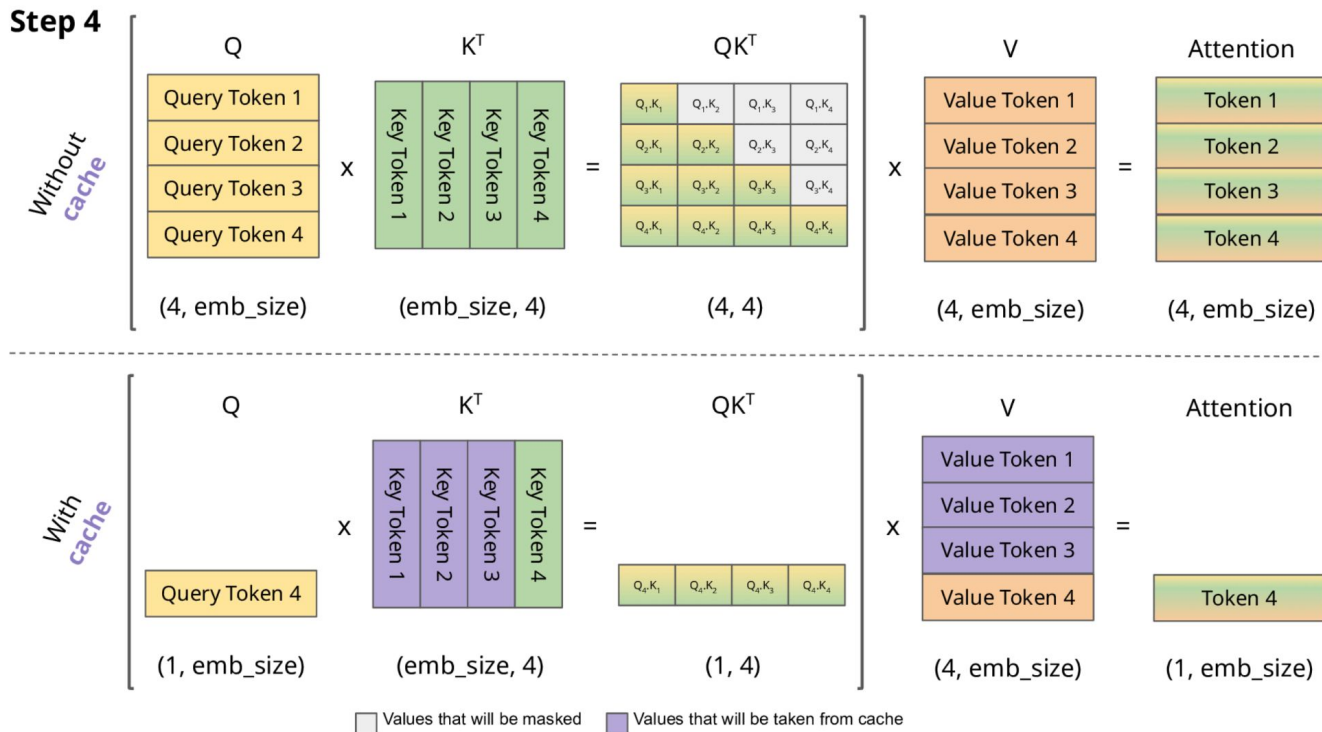 Step 4
Without
cache
Q
Query Token 1
Query Token 2
Query Token 3
Query Token 4
(4, emb_size)
x
Kᵀ
Key Token 1
Key Token 2
Key Token 3
Key Token 4
(emb_size, 4)
=
QKᵀ
Q₁.K₁ Q₁.K₂ Q₁.K₃ Q₁.K₄
Q₂.K₁ Q₂.K₂ Q₂.K₃ Q₂.K₄
Q₃.K₁ Q₃.K₂ Q₃.K₃ Q₃.K₄
Q₄.K₁ Q₄.K₂ Q₄.K₃ Q₄.K₄
(4, 4)
x
V
Value Token 1
Value Token 2
Value Token 3
Value Token 4
(4, emb_size)
=
Attention
Token 1
Token 2
Token 3
Token 4
(4, emb_size)
With
cache
Q
Query Token 4
(1, emb_size)
x
Kᵀ
Key Token 1
Key Token 2
Key Token 3
Key Token 4
(emb_size, 4)
=
QKᵀ
Q₄.K₁ Q₄.K₂ Q₄.K₃ Q₄.K₄
(1, 4)
x
V
Value Token 1
Value Token 2
Value Token 3
Value Token 4
(4, emb_size)
=
Attention
Token 4
(1, emb_size)
Values that will be masked
Values that will be taken from cache